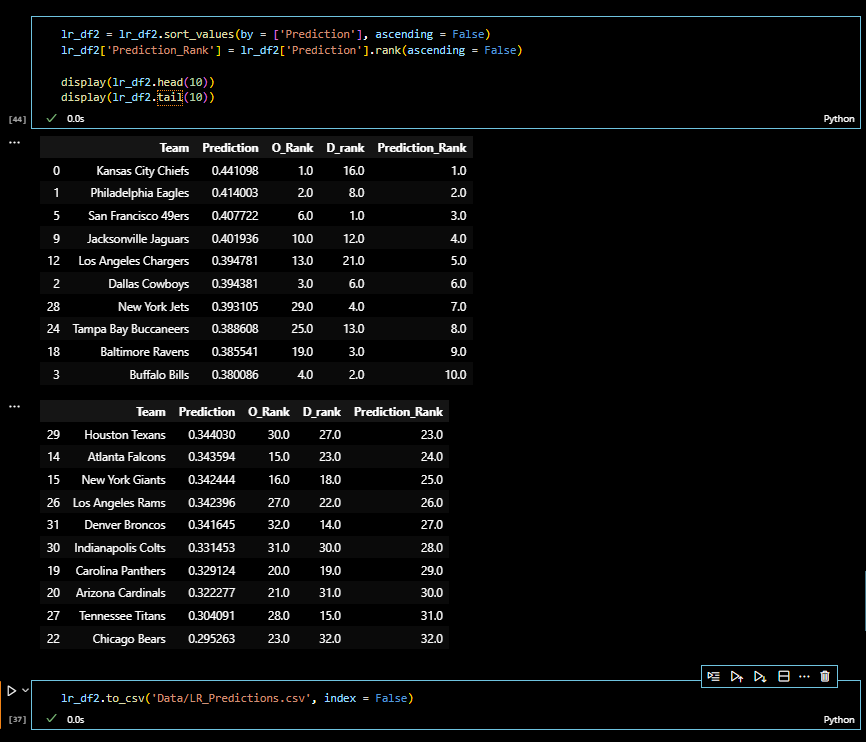 lr_df2 = lr_df2.sort_values(by = ['Prediction'], ascending = False)
lr_df2['Prediction_Rank'] = lr_df2['Prediction'].rank(ascending = False)
display(lr_df2.head(10))
display(lr_df2.tail(10))
[44] 0.0s Python
... Team Prediction O_Rank D_rank Prediction_Rank
0 Kansas City Chiefs 0.441098 1.0 16.0 1.0
1 Philadelphia Eagles 0.414003 2.0 8.0 2.0
5 San Francisco 49ers 0.407722 6.0 1.0 3.0
9 Jacksonville Jaguars 0.401936 10.0 12.0 4.0
12 Los Angeles Chargers 0.394781 13.0 21.0 5.0
2 Dallas Cowboys 0.394381 3.0 6.0 6.0
28 New York Jets 0.393105 29.0 4.0 7.0
24 Tampa Bay Buccaneers 0.388608 25.0 13.0 8.0
18 Baltimore Ravens 0.385541 19.0 3.0 9.0
3 Buffalo Bills 0.380086 4.0 2.0 10.0
... Team Prediction O_Rank D_rank Prediction_Rank
29 Houston Texans 0.344030 30.0 27.0 23.0
14 Atlanta Falcons 0.343594 15.0 23.0 24.0
15 New York Giants 0.342444 16.0 18.0 25.0
26 Los Angeles Rams 0.342396 27.0 22.0 26.0
31 Denver Broncos 0.341645 32.0 14.0 27.0
30 Indianapolis Colts 0.331453 31.0 30.0 28.0
19 Carolina Panthers 0.329124 20.0 19.0 29.0
20 Arizona Cardinals 0.322277 21.0 31.0 30.0
27 Tennessee Titans 0.304091 28.0 15.0 31.0
22 Chicago Bears 0.295263 23.0 32.0 32.0
lr_df2.to_csv('Data/LR_Predictions.csv', index = False)
[37] 0.0s Python